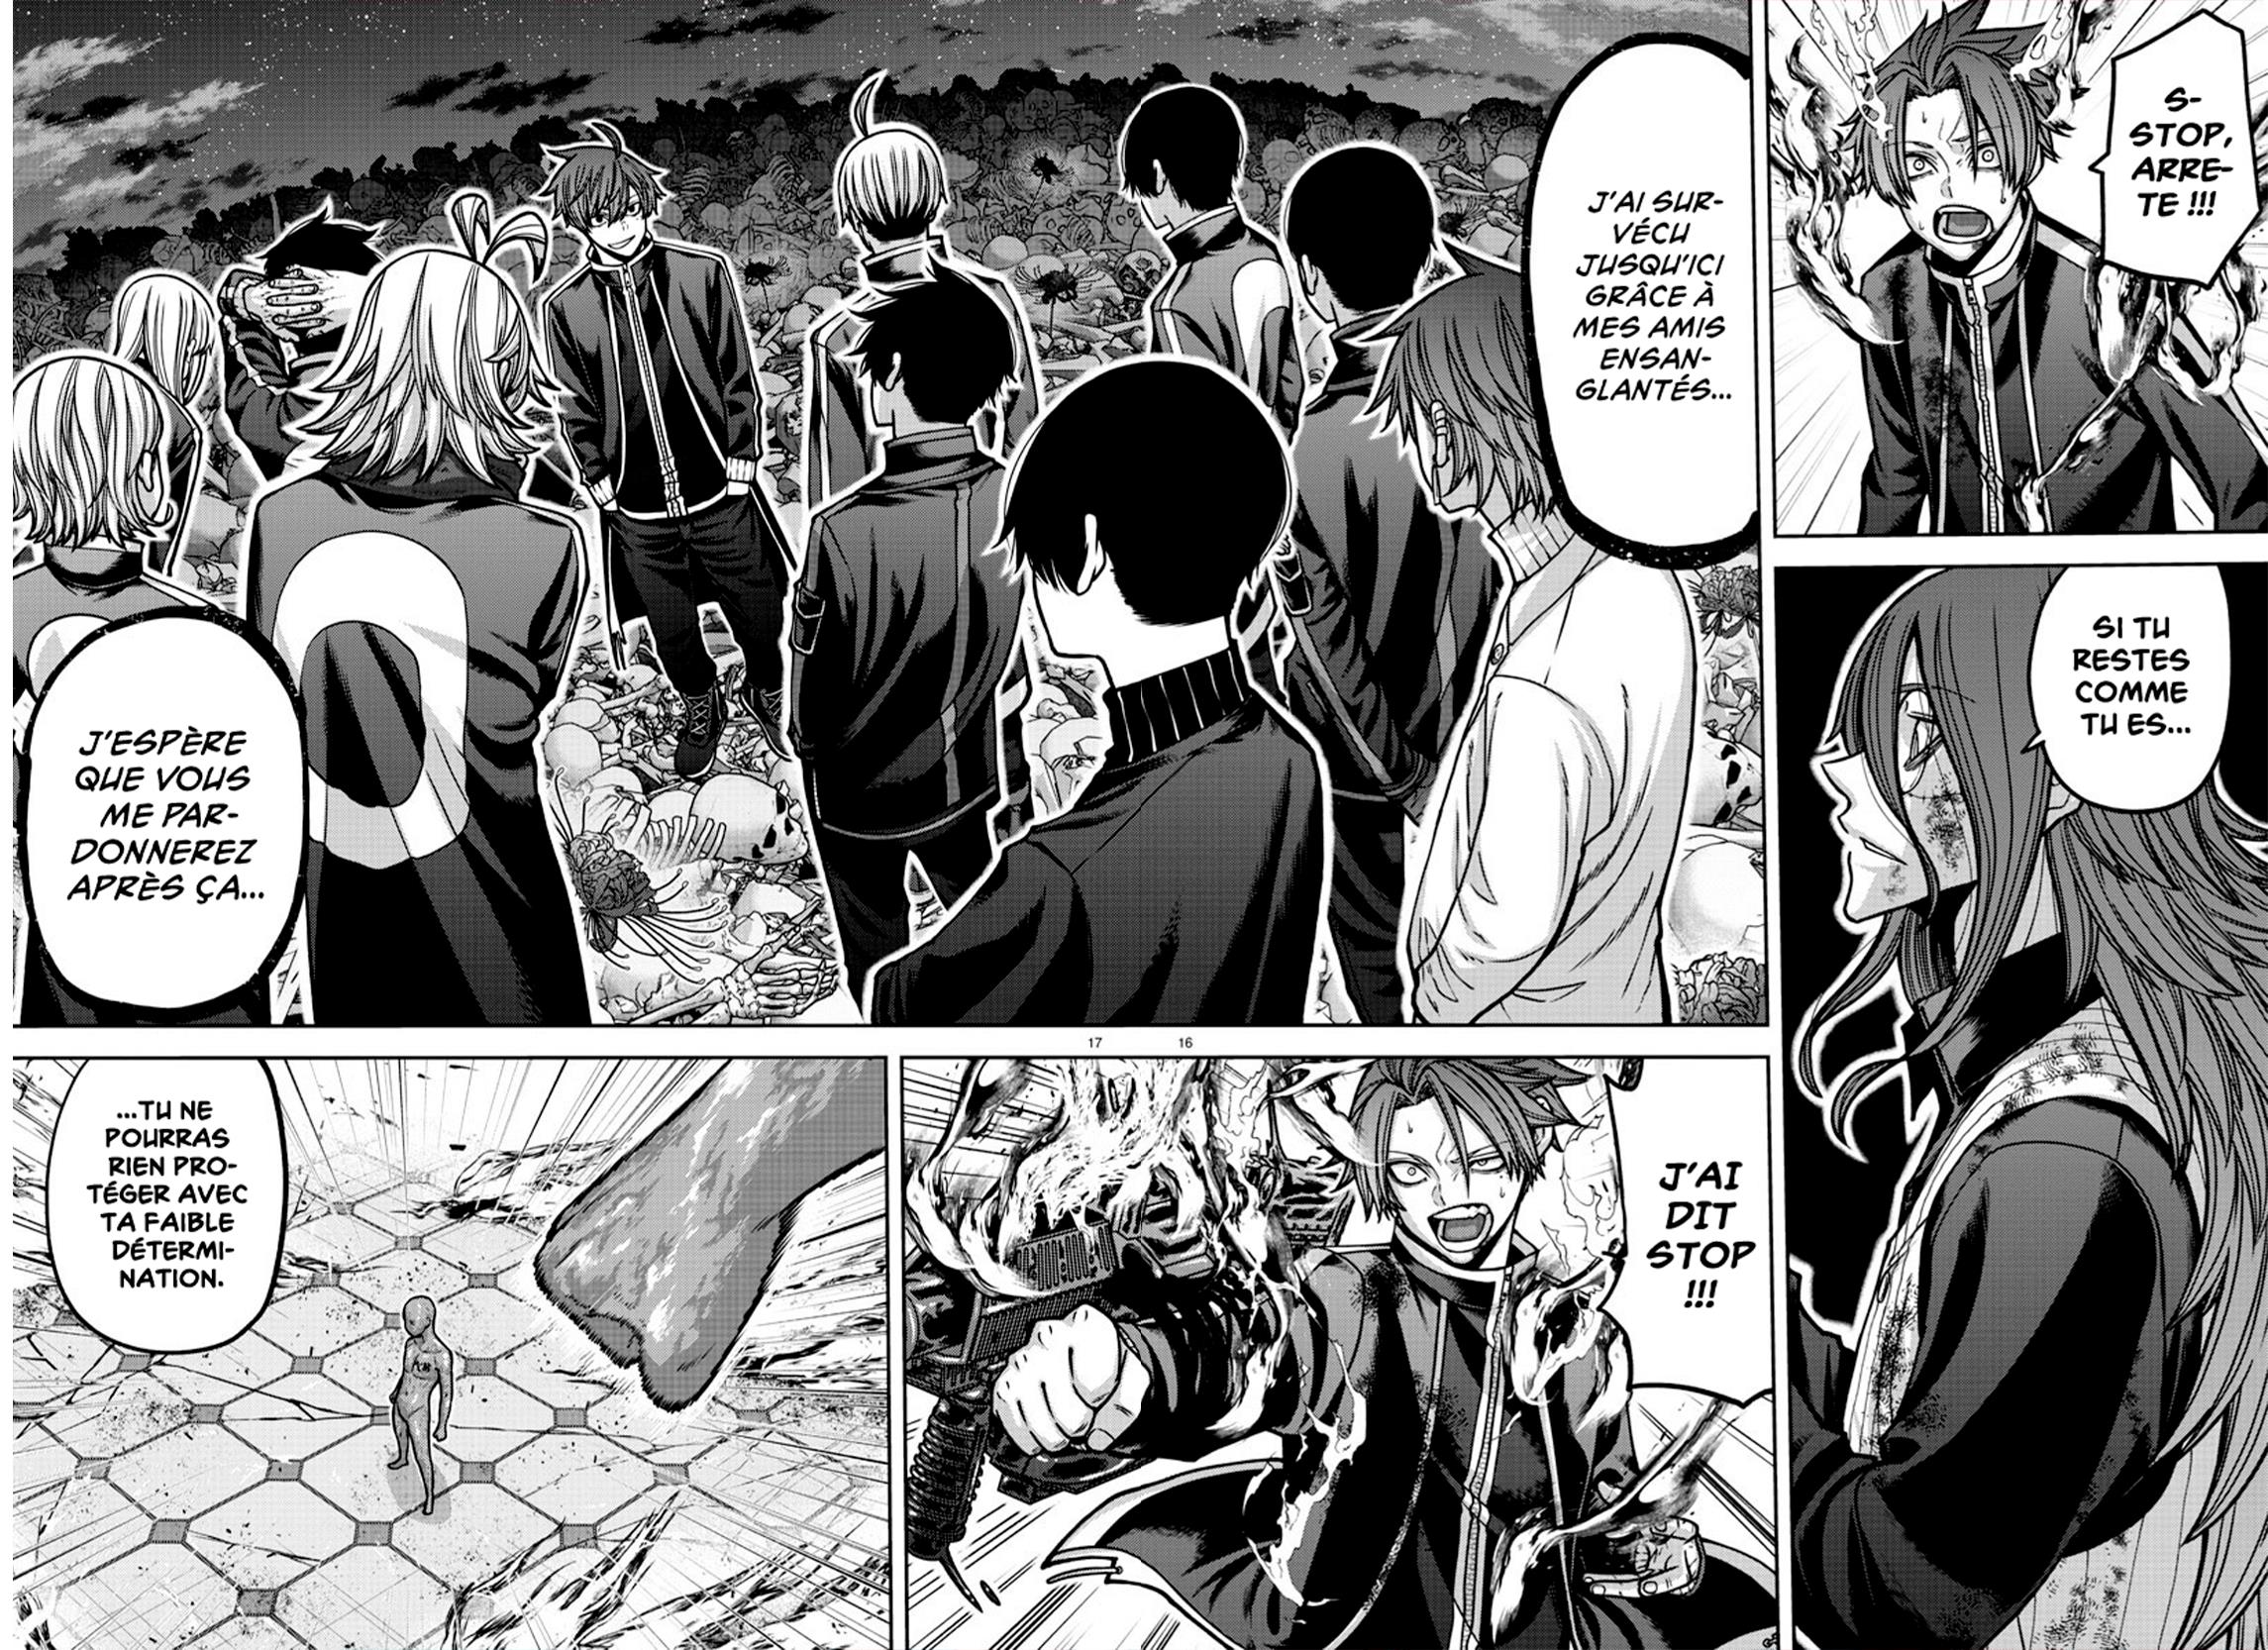 S-
STOP,
ARRE-
TE !!!
SI TU
RESTES
COMME
TU ES...
J'AI SUR-
VÉCU
JUSQU'ICI
GRÂCE À
MES AMIS
ENSAN-
GLANTÉS...
J'ESPÈRE
QUE VOUS
ME PAR-
DONNEREZ
APRÈS ÇA...
17 16
J'AI
DIT
STOP
!!!
...TU NE
POURRAS
RIEN PRO-
TÉGER AVEC
TA FAIBLE
DÉTERMI-
NATION.